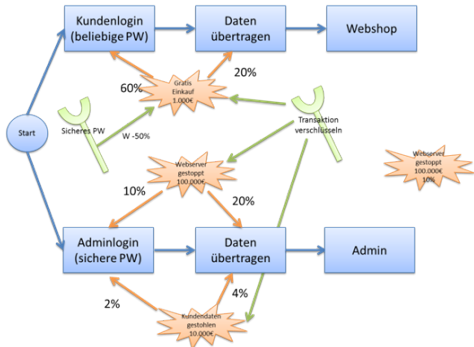 Kundenlogin
(beliebige PW)
Daten
übertragen
Webshop
60%
20%
Gratis
Einkauf
1.000€
Start
Sicheres PW
W -50%
Transaktion
verschlüsseln
Webserver
gestoppt
100.000€
Webserver
gestoppt
100.000€
10%
10%
20%
Adminlogin
(sichere PW)
Daten
übertragen
Admin
2%
4%
Kundendaten
gestohlen
10.000€